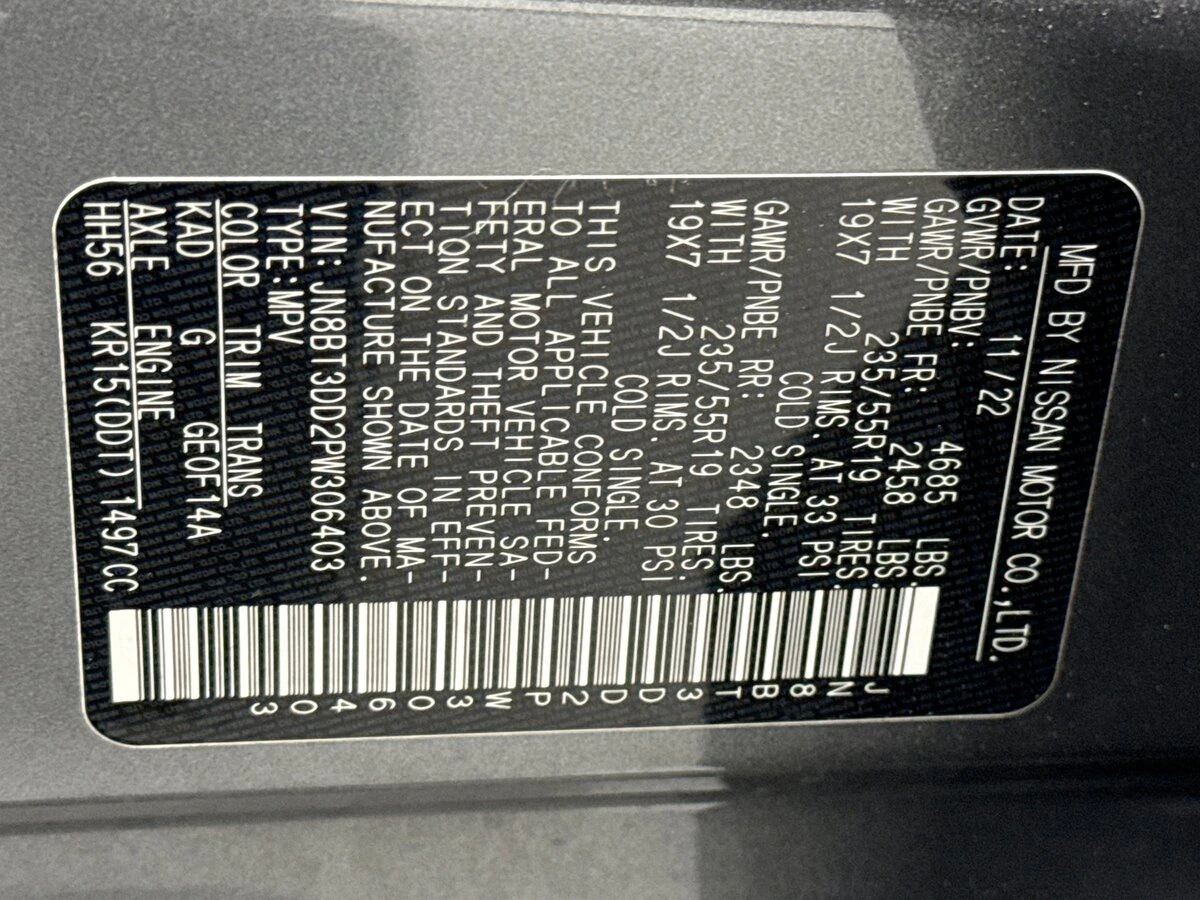 MFD BY NISSAN MOTOR CO.,LTD.
DATE: 11/22
GVWR/PNBV: 4685 LBS.
GAWR/PNBE FR: 2458 LBS.
WITH 235/55R19 TIRES.
19X7 1/2J RIMS. AT 33 PSI
COLD SINGLE.
GAWR/PNBE RR: 2348 LBS.
WITH 235/55R19 TIRES.
19X7 1/2J RIMS. AT 30 PSI
COLD SINGLE.
THIS VEHICLE CONFORMS
TO ALL APPLICABLE FED-
ERAL MOTOR VEHICLE SA-
FETY AND THEFT PREVEN-
TION STANDARDS IN EFF-
ECT ON THE DATE OF MA-
NUFACTURE SHOWN ABOVE.
VIN: JN8BT3DD2PW306403
TYPE:MPV
COLOR TRIM TRANS
KAD G GE0F14A
AXLE ENGINE
HH56 KR15(DDT)1497CC
JN8BT3DD2PW306403